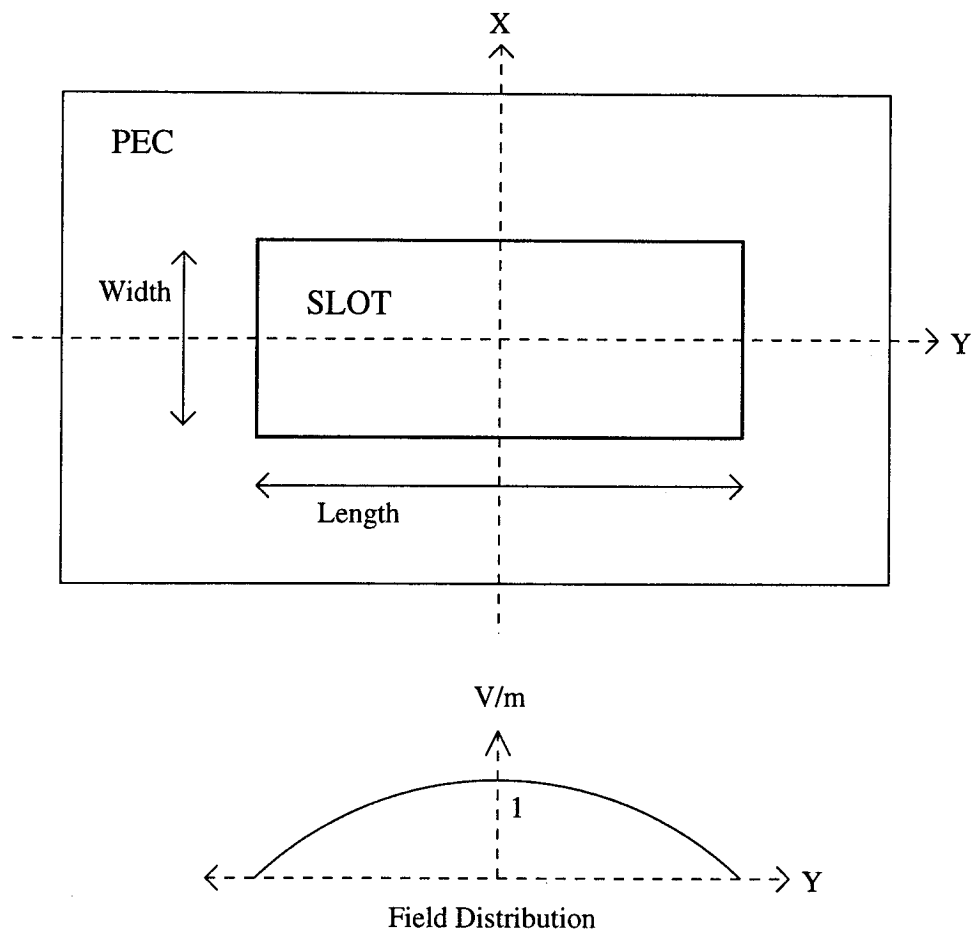 X
PEC
Width
SLOT
Y
Length
V/m
1
Y
Field Distribution